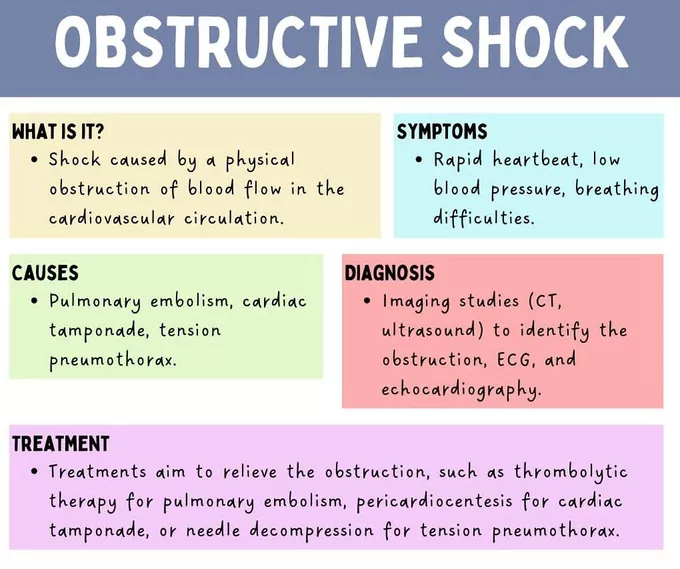 OBSTRUCTIVE SHOCK
WHAT IS IT?
• Shock caused by a physical
obstruction of blood flow in the
cardiovascular circulation.
SYMPTOMS
• Rapid heartbeat, low
blood pressure, breathing
difficulties.
CAUSES
• Pulmonary embolism, cardiac
tamponade, tension
pneumothorax.
DIAGNOSIS
• Imaging studies (CT,
ultrasound) to identify the
obstruction, ECG, and
echocardiography.
TREATMENT
• Treatments aim to relieve the obstruction, such as thrombolytic
therapy for pulmonary embolism, pericardiocentesis for cardiac
tamponade, or needle decompression for tension pneumothorax.